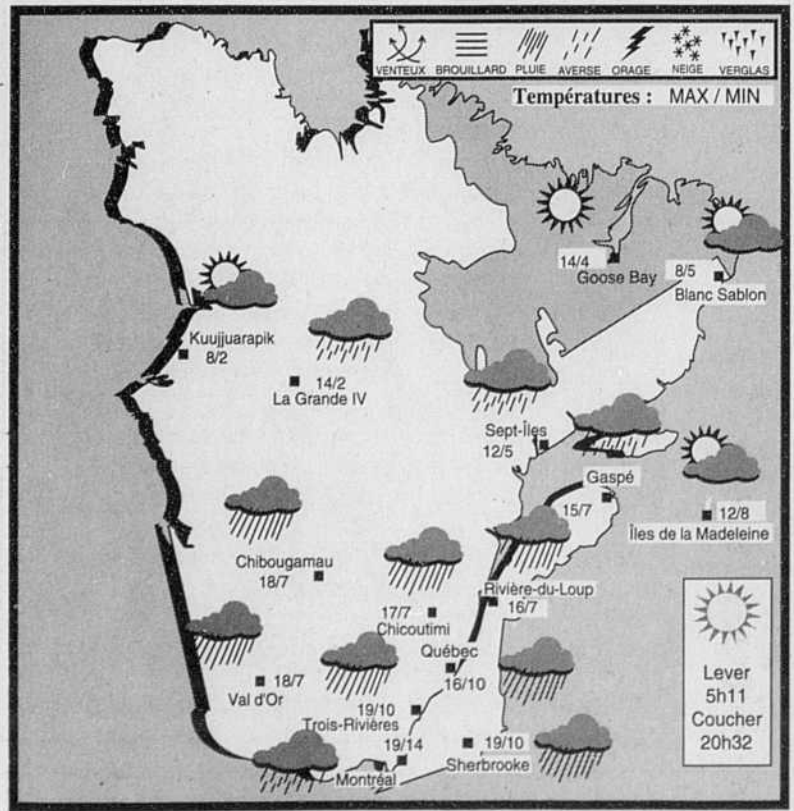 VENTEUX BROUILLARD PLUIE AVERSE ORAGE NEIGE VERGLAS
Températures : MAX / MIN
14/4
Goose Bay
8/5
Blanc Sablon
Kuujjuarapik
8/2
14/2
La Grande IV
Sept-Îles
12/5
Gaspé
15/7
12/8
Îles de la Madeleine
Chibougamau
18/7
17/7
Chicoutimi
Rivière-du-Loup
16/7
Québec
16/10
18/7
Val d'Or
19/10
Trois-Rivières
19/14
Montréal
19/10
Sherbrooke
Lever
5h11
Coucher
20h32